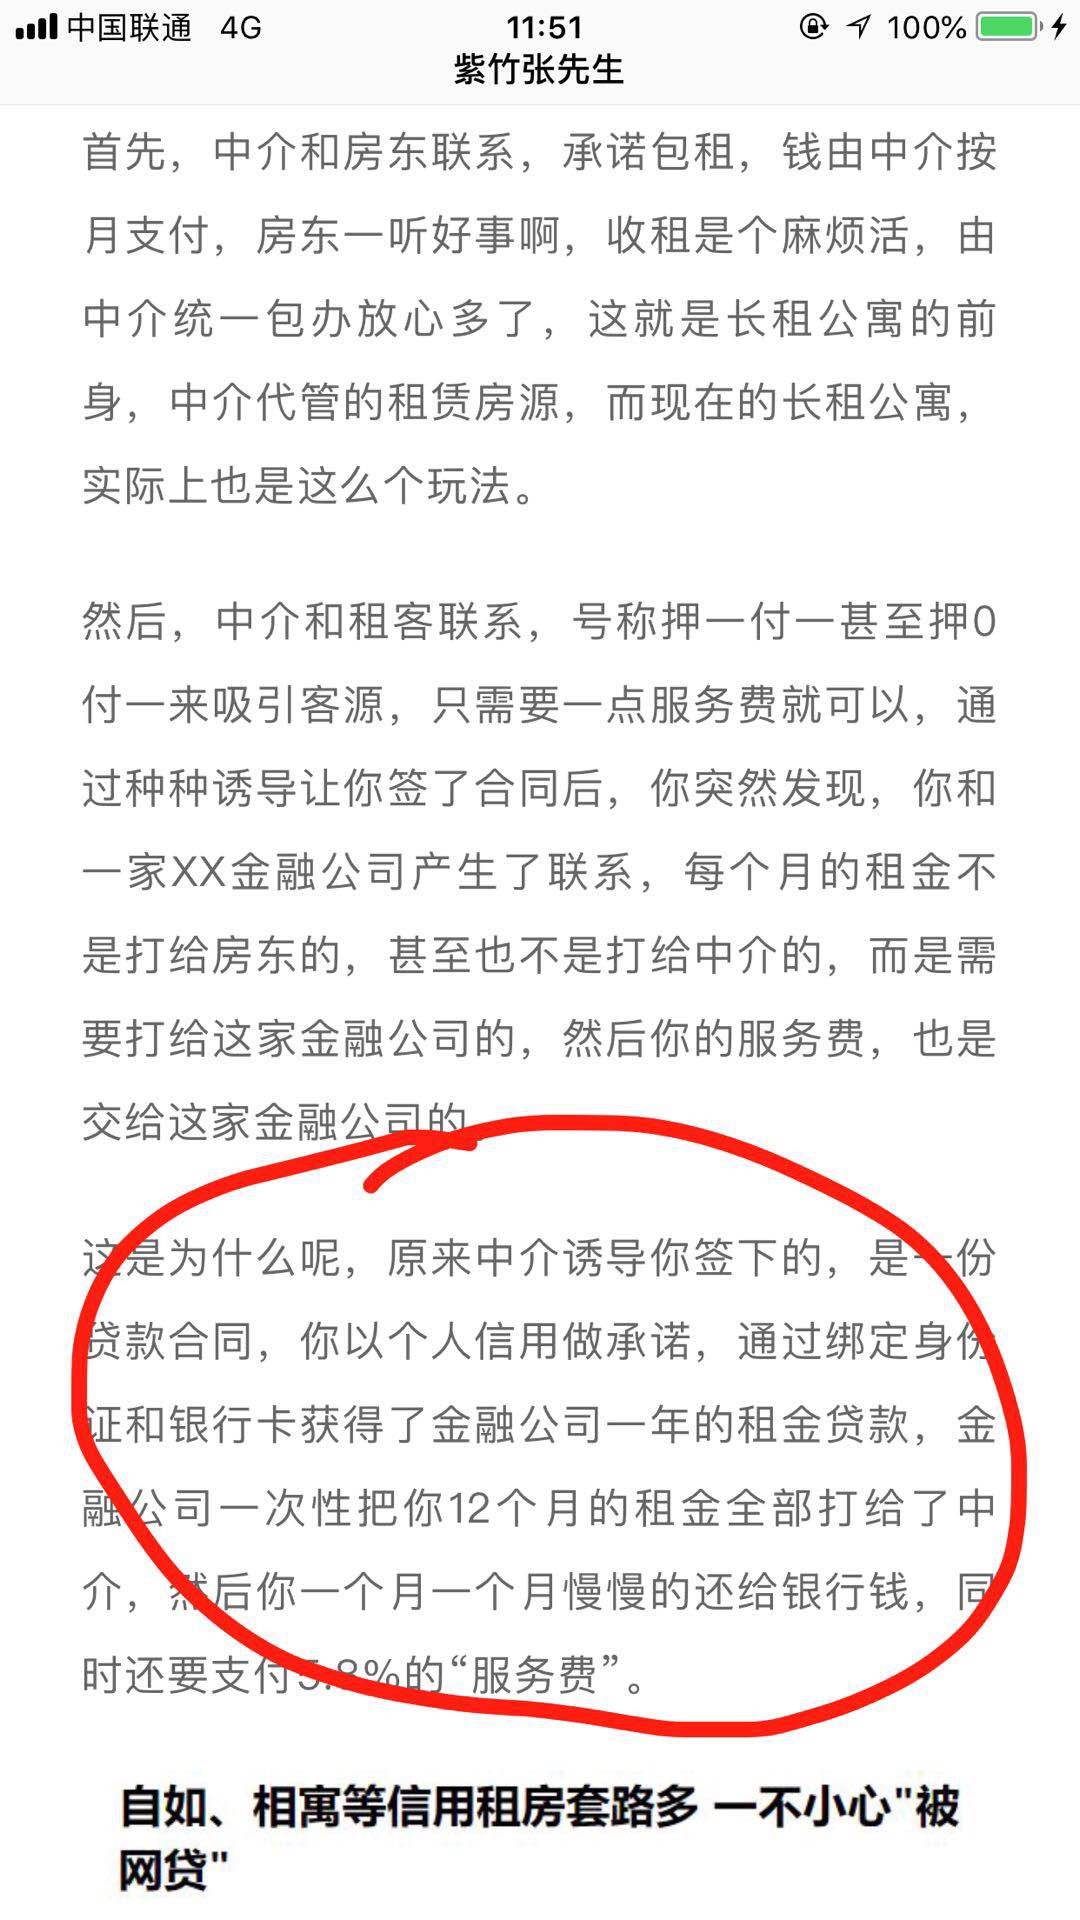 中国联通 4G 11:51 100%
紫竹张先生
首先，中介和房东联系，承诺包租，钱由中介按
月支付，房东一听好事啊，收租是个麻烦活，由
中介统一包办放心多了，这就是长租公寓的前
身，中介代管的租赁房源，而现在的长租公寓，
实际上也是这么个玩法。
然后，中介和租客联系，号称押一付一甚至押0
付一来吸引客源，只需要一点服务费就可以，通
过种种诱导让你签了合同后，你突然发现，你和
一家XX金融公司产生了联系，每个月的租金不
是打给房东的，甚至也不是打给中介的，而是需
要打给这家金融公司的，然后你的服务费，也是
交给这家金融公司的。
这是为什么呢，原来中介诱导你签下的，是一份
贷款合同，你以个人信用做承诺，通过绑定身份
证和银行卡获得了金融公司一年的租金贷款，金
融公司一次性把你12个月的租金全部打给了中
介，然后你一个月一个月慢慢的还给银行钱，同
时还要支付5.8%的“服务费”。
自如、相寓等信用租房套路多 一不小心"被
网贷"